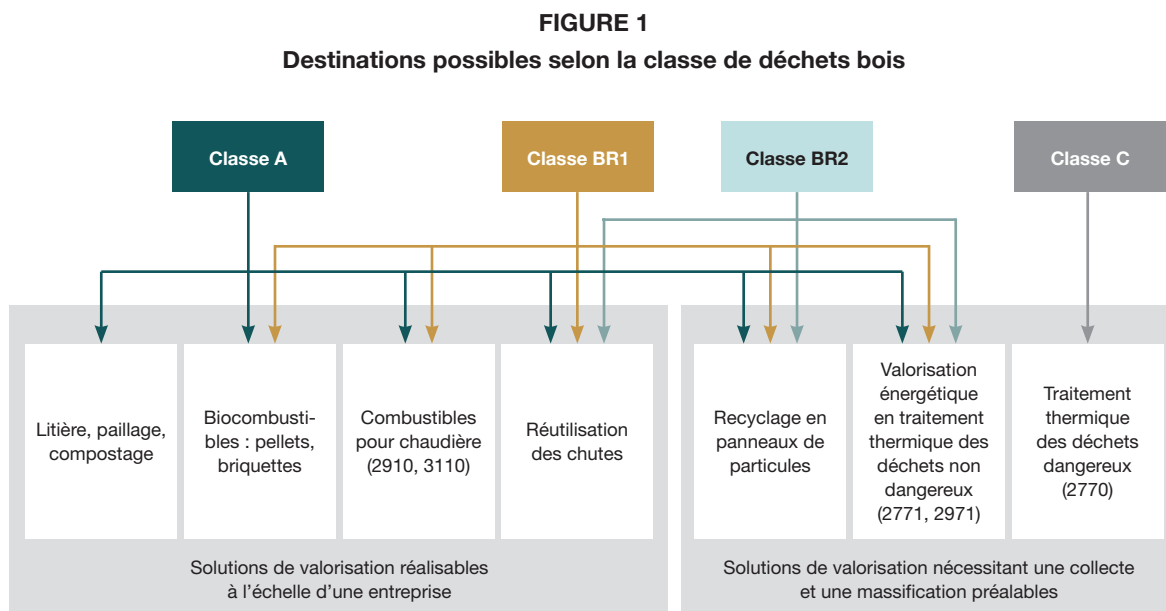 FIGURE 1
Destinations possibles selon la classe de déchets bois
Classe A
Classe BR1
Classe BR2
Classe C
Litière, paillage,
compostage
Biocombusti-
bles : pellets,
briquettes
Combustibles
pour chaudière
(2910, 3110)
Réutilisation
des chutes
Recyclage en
panneaux de
particules
Valorisation
énergétique
en traitement
thermique des
déchets non
dangereux
(2771, 2971)
Traitement
thermique
des déchets
dangereux
(2770)
Solutions de valorisation réalisables
à l’échelle d’une entreprise
Solutions de valorisation nécessitant une collecte
et une massification préalables